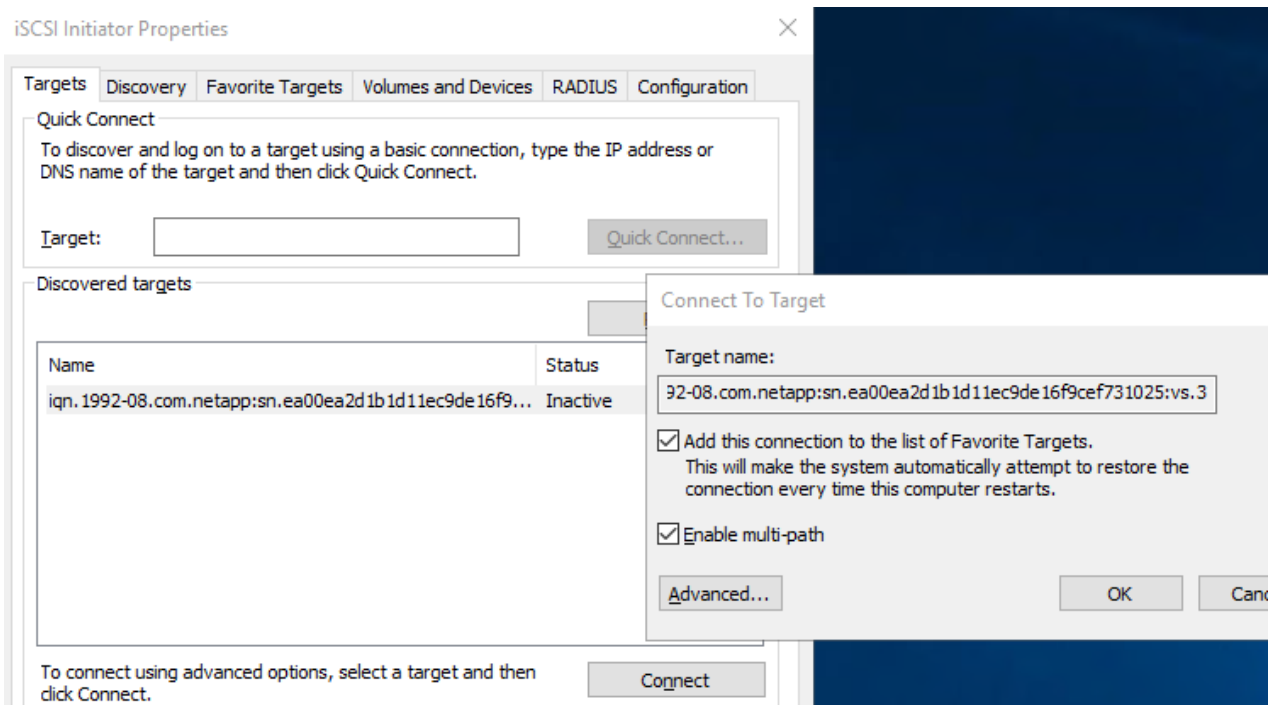 iSCSI Initiator Properties
Targets Discovery Favorite Targets Volumes and Devices RADIUS Configuration
Quick Connect
To discover and log on to a target using a basic connection, type the IP address or
DNS name of the target and then click Quick Connect.
Target:
Quick Connect...
Discovered targets
Name Status
iqn.1992-08.com.netapp:sn.ea00ea2d1b1d11ec9de16f9... Inactive
To connect using advanced options, select a target and then
click Connect.
Connect
Connect To Target
Target name:
92-08.com.netapp:sn.ea00ea2d1b1d11ec9de16f9cef731025:vs.3
Add this connection to the list of Favorite Targets.
This will make the system automatically attempt to restore the
connection every time this computer restarts.
Enable multi-path
Advanced... OK